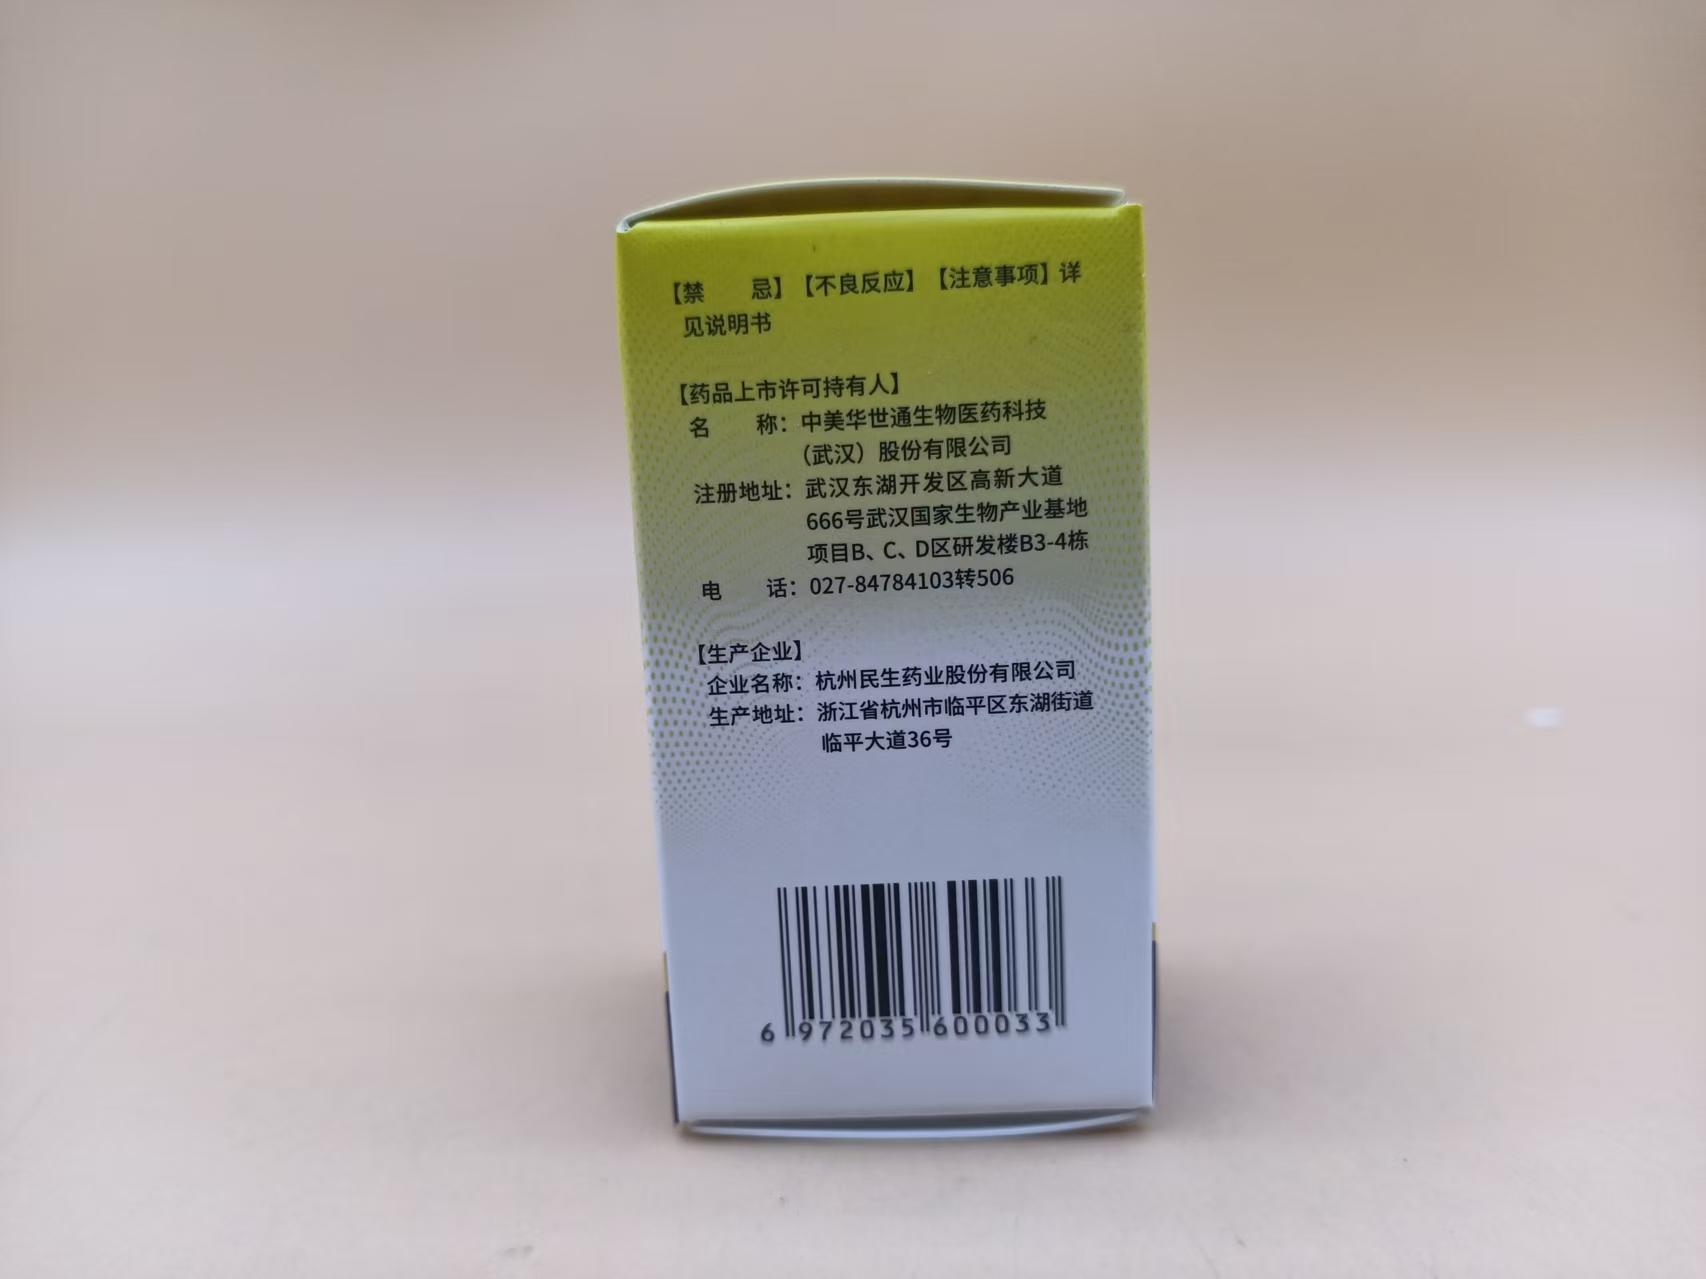 【禁　　忌】【不良反应】【注意事项】详
见说明书
【药品上市许可持有人】
名　　称：中美华世通生物医药科技
（武汉）股份有限公司
注册地址：武汉东湖开发区高新大道
666号武汉国家生物产业基地
项目B、C、D区研发楼B3-4栋
电　　话：027-84784103转506
【生产企业】
企业名称：杭州民生药业股份有限公司
生产地址：浙江省杭州市临平区东湖街道
临平大道36号
6 972035 600033